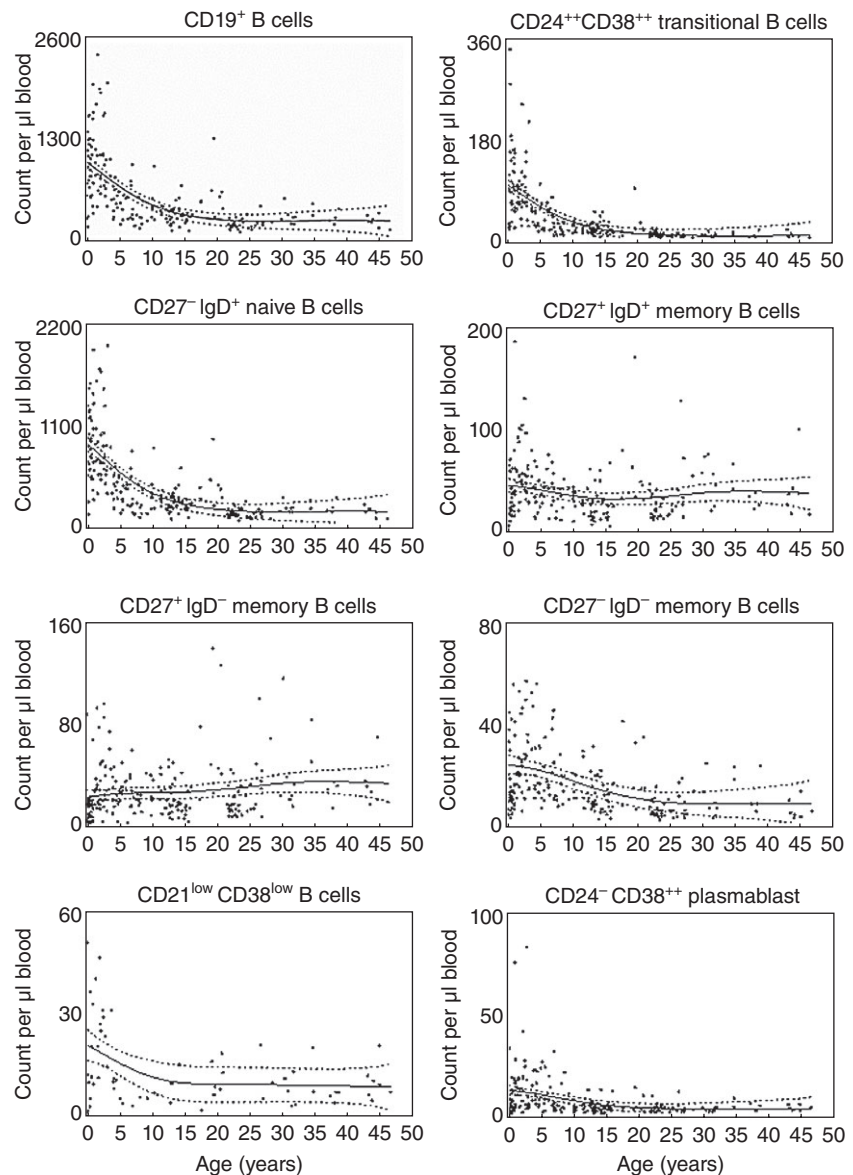 CD19⁺ B cells
Count per µl blood
2600
1300
0
0 5 10 15 20 25 30 35 40 45 50
CD24⁺⁺CD38⁺⁺ transitional B cells
Count per µl blood
360
180
0
0 5 10 15 20 25 30 35 40 45 50
CD27⁻ IgD⁺ naive B cells
Count per µl blood
2200
1100
0
0 5 10 15 20 25 30 35 40 45 50
CD27⁺ IgD⁺ memory B cells
Count per µl blood
200
100
0
0 5 10 15 20 25 30 35 40 45 50
CD27⁺ IgD⁻ memory B cells
Count per µl blood
160
80
0
0 5 10 15 20 25 30 35 40 45 50
CD27⁻ IgD⁻ memory B cells
Count per µl blood
80
40
0
0 5 10 15 20 25 30 35 40 45 50
CD21ˡᵒʷ CD38ˡᵒʷ B cells
Count per µl blood
60
30
0
0 5 10 15 20 25 30 35 40 45 50
Age (years)
CD24⁻ CD38⁺⁺ plasmablast
Count per µl blood
100
50
0
0 5 10 15 20 25 30 35 40 45 50
Age (years)